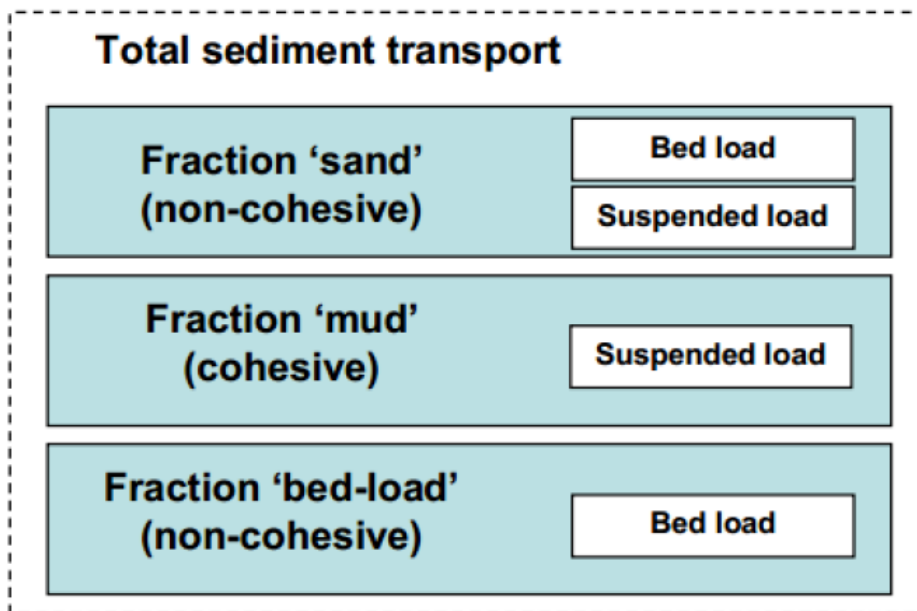 Total sediment transport
Fraction ‘sand’
(non-cohesive)
Bed load
Suspended load
Fraction ‘mud’
(cohesive)
Suspended load
Fraction ‘bed-load’
(non-cohesive)
Bed load